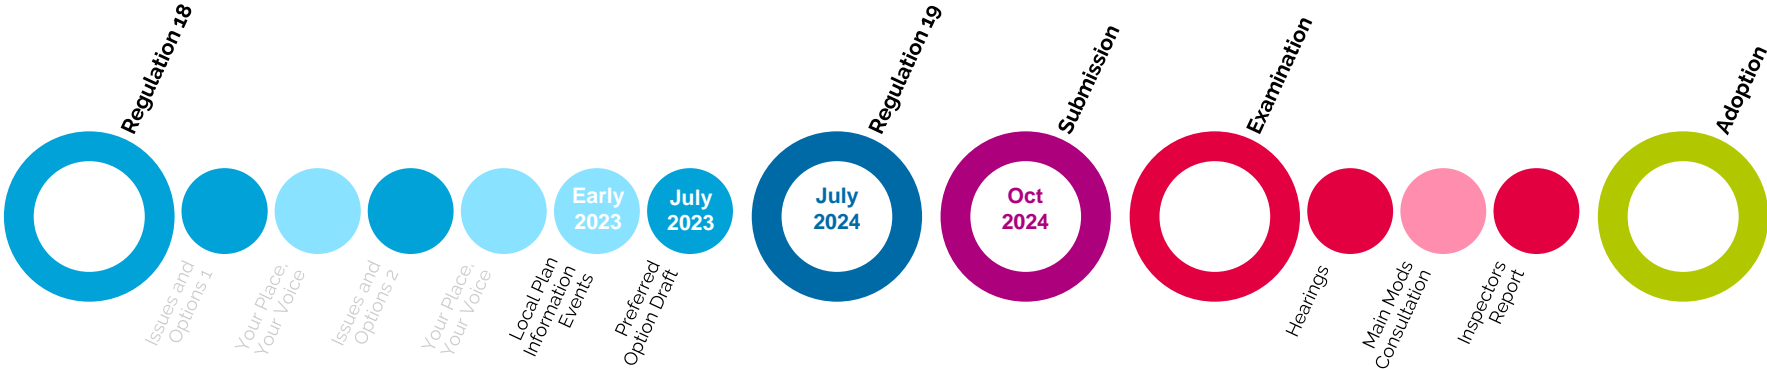 Regulation 18
Issues and
Options 1
Your Place,
Your Voice
Issues and
Options 2
Your Place,
Your Voice
Early
2023
Local Plan
Information
Events
July
2023
Preferred
Option Draft
Regulation 19
July
2024
Submission
Oct
2024
Examination
Hearings
Main Mods
Consultation
Inspectors
Report
Adoption